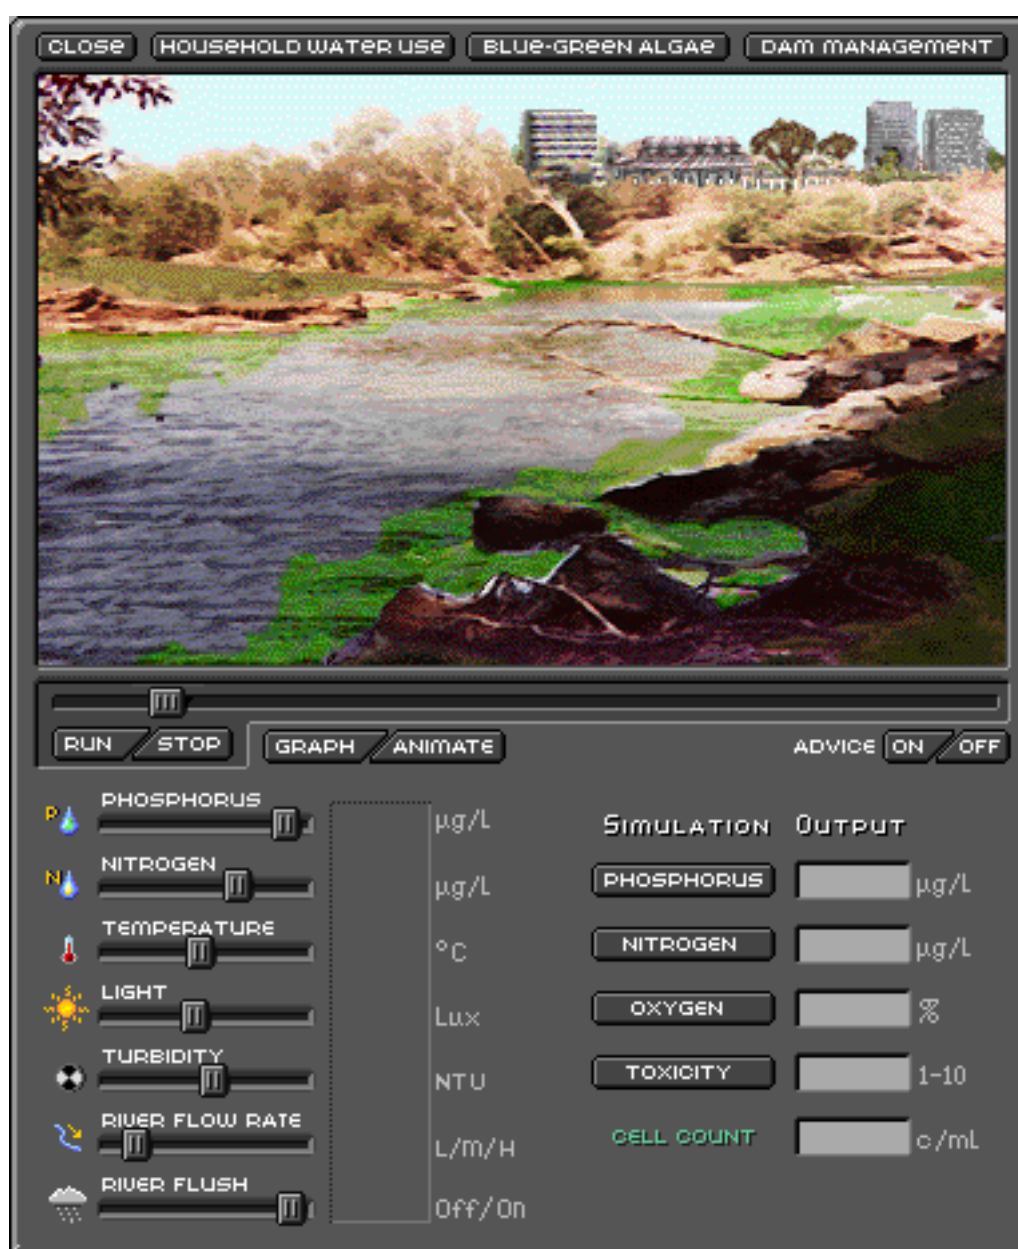 CLOSE HOUSEHOLD WATER USE BLUE-GREEN ALGAE DAM MANAGEMENT
RUN STOP GRAPH ANIMATE ADVICE ON OFF
PHOSPHORUS
P µg/L
SIMULATION OUTPUT
NITROGEN
N µg/L
PHOSPHORUS µg/L
TEMPERATURE
°C
NITROGEN µg/L
LIGHT
Lux
OXYGEN %
TURBIDITY
NTU
TOXICITY 1-10
RIVER FLOW RATE
L/M/H
CELL COUNT c/mL
RIVER FLUSH
Off/On